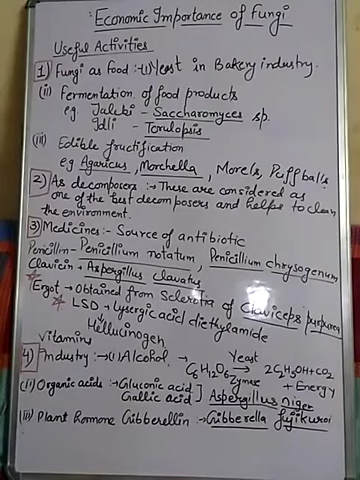 Economic Importance of Fungi
Useful Activities
1) Fungi as food :-(i) Yeast in Bakery industry.
(ii) Fermentation of food products
eg. Jalebi - Saccharomyces sp.
Idli - Torulopsis
(iii) Edible fructification
e.g Agaricus, Morchella, Morels, Puffballs
2) As decomposers :→ These are considered as
one of the best decomposers and helps to clean
the environment.
3) Medicines :- Source of antibiotic
Penicillin - Penicillium notatum, Penicillium chrysogenum
Clavicin → Aspergillus clavatus
☆ Ergot → Obtained from Sclerotia of Claviceps purpurea
☆ LSD → lysergic acid diethylamide
Hellucinogen
Vitamins
4) Industry :→ (i) Alcohol → C6H12O6 Yeast → Zymase 2C2H5OH + CO2
+ Energy
(ii) Organic acids :→ Gluconic acid
Gallic acid ] Aspergillus niger
(iii) Plant Hormone Gibberellin :→ Gibberella fujikuroi